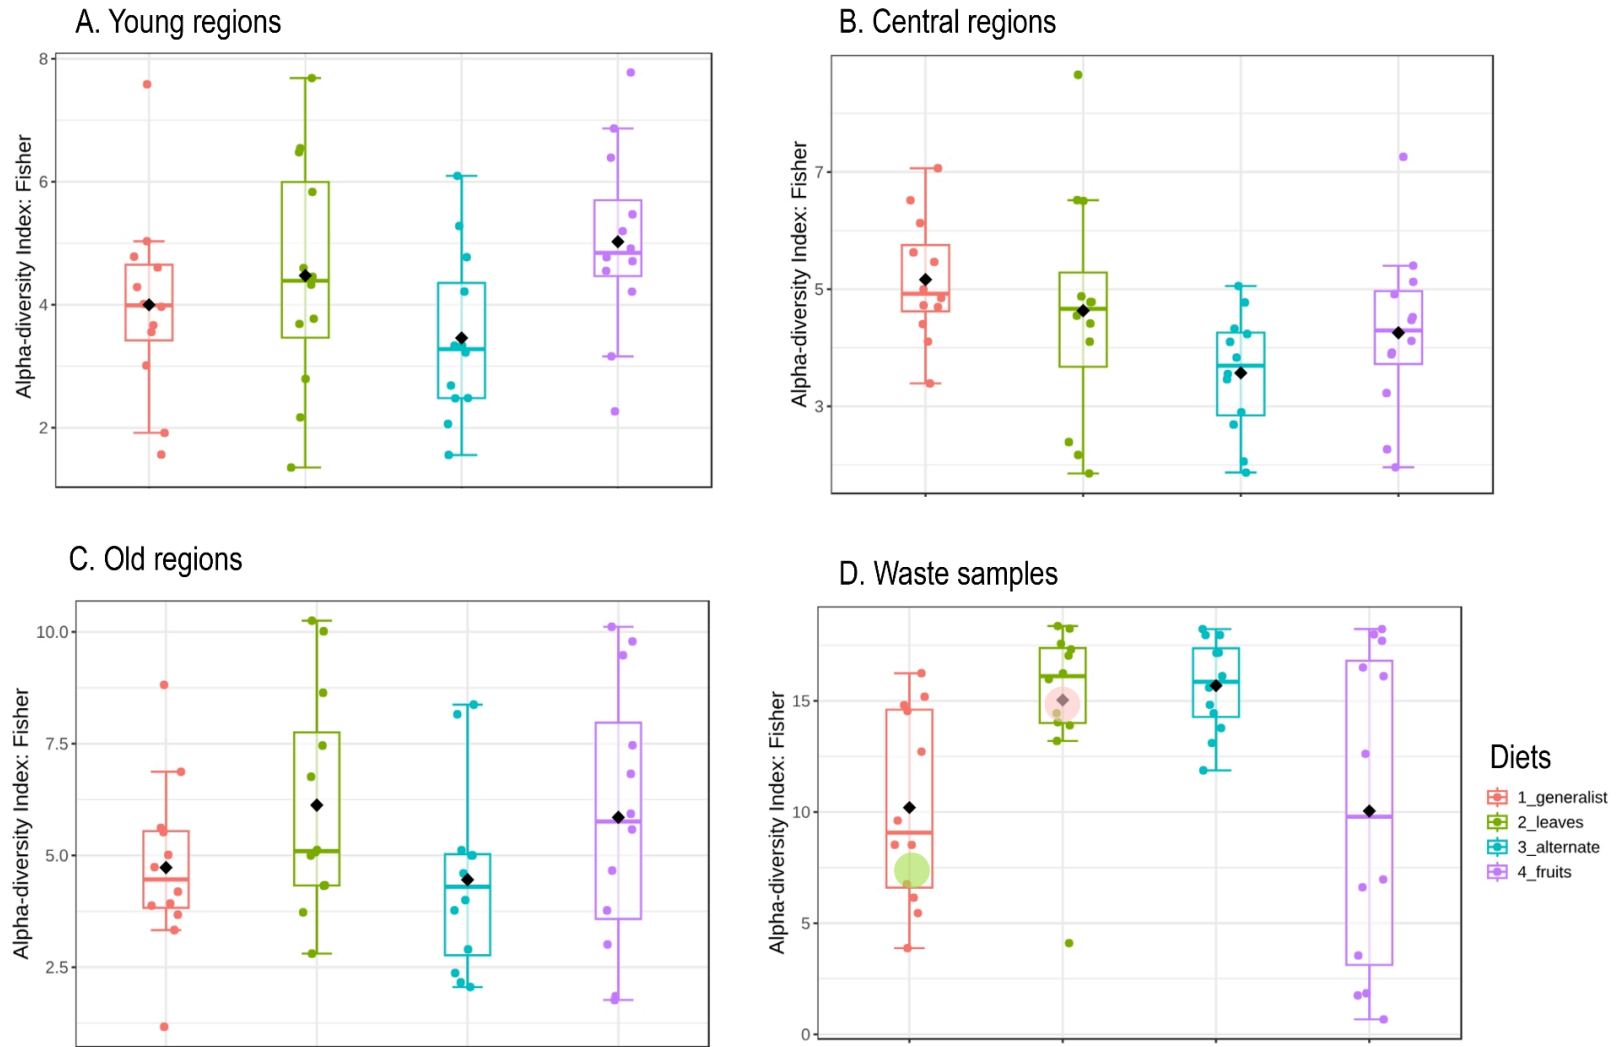 A. Young regions
Alpha-diversity Index: Fisher
8
6
4
2
B. Central regions
Alpha-diversity Index: Fisher
7
5
3
C. Old regions
Alpha-diversity Index: Fisher
10.0
7.5
5.0
2.5
D. Waste samples
Alpha-diversity Index: Fisher
15
10
5
0
Diets
1_generalist
2_leaves
3_alternate
4_fruits